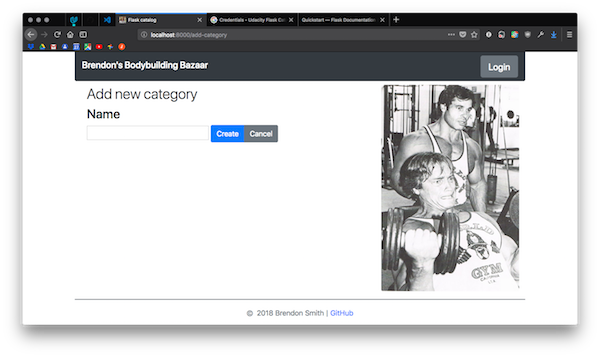 Flask catalog
Credentials - Udacity Flask Ca
Quickstart — Flask Documentation
localhost:8000/add-category
Brendon's Bodybuilding Bazaar
Login
Add new category
Name
Create
Cancel
GYM
© 2018 Brendon Smith | GitHub